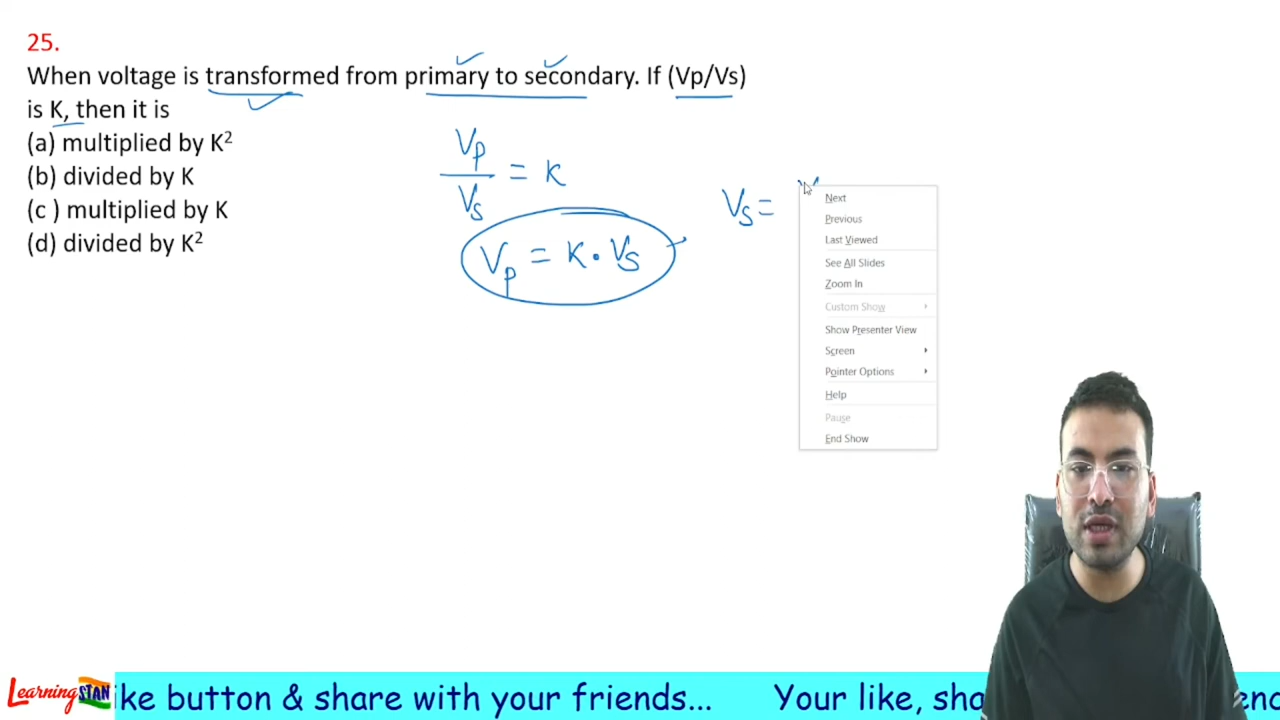 25.
When voltage is transformed from primary to secondary. If (Vp/Vs)
is K, then it is
(a) multiplied by K²
(b) divided by K
(c ) multiplied by K
(d) divided by K²
Vp
Vs
= K
Vp = K · Vs
Vs =
Next
Previous
Last Viewed
See All Slides
Zoom In
Custom Show
Show Presenter View
Screen
Pointer Options
Help
Pause
End Show
Learning STAN
ke button & share with your friends... Your like, sha